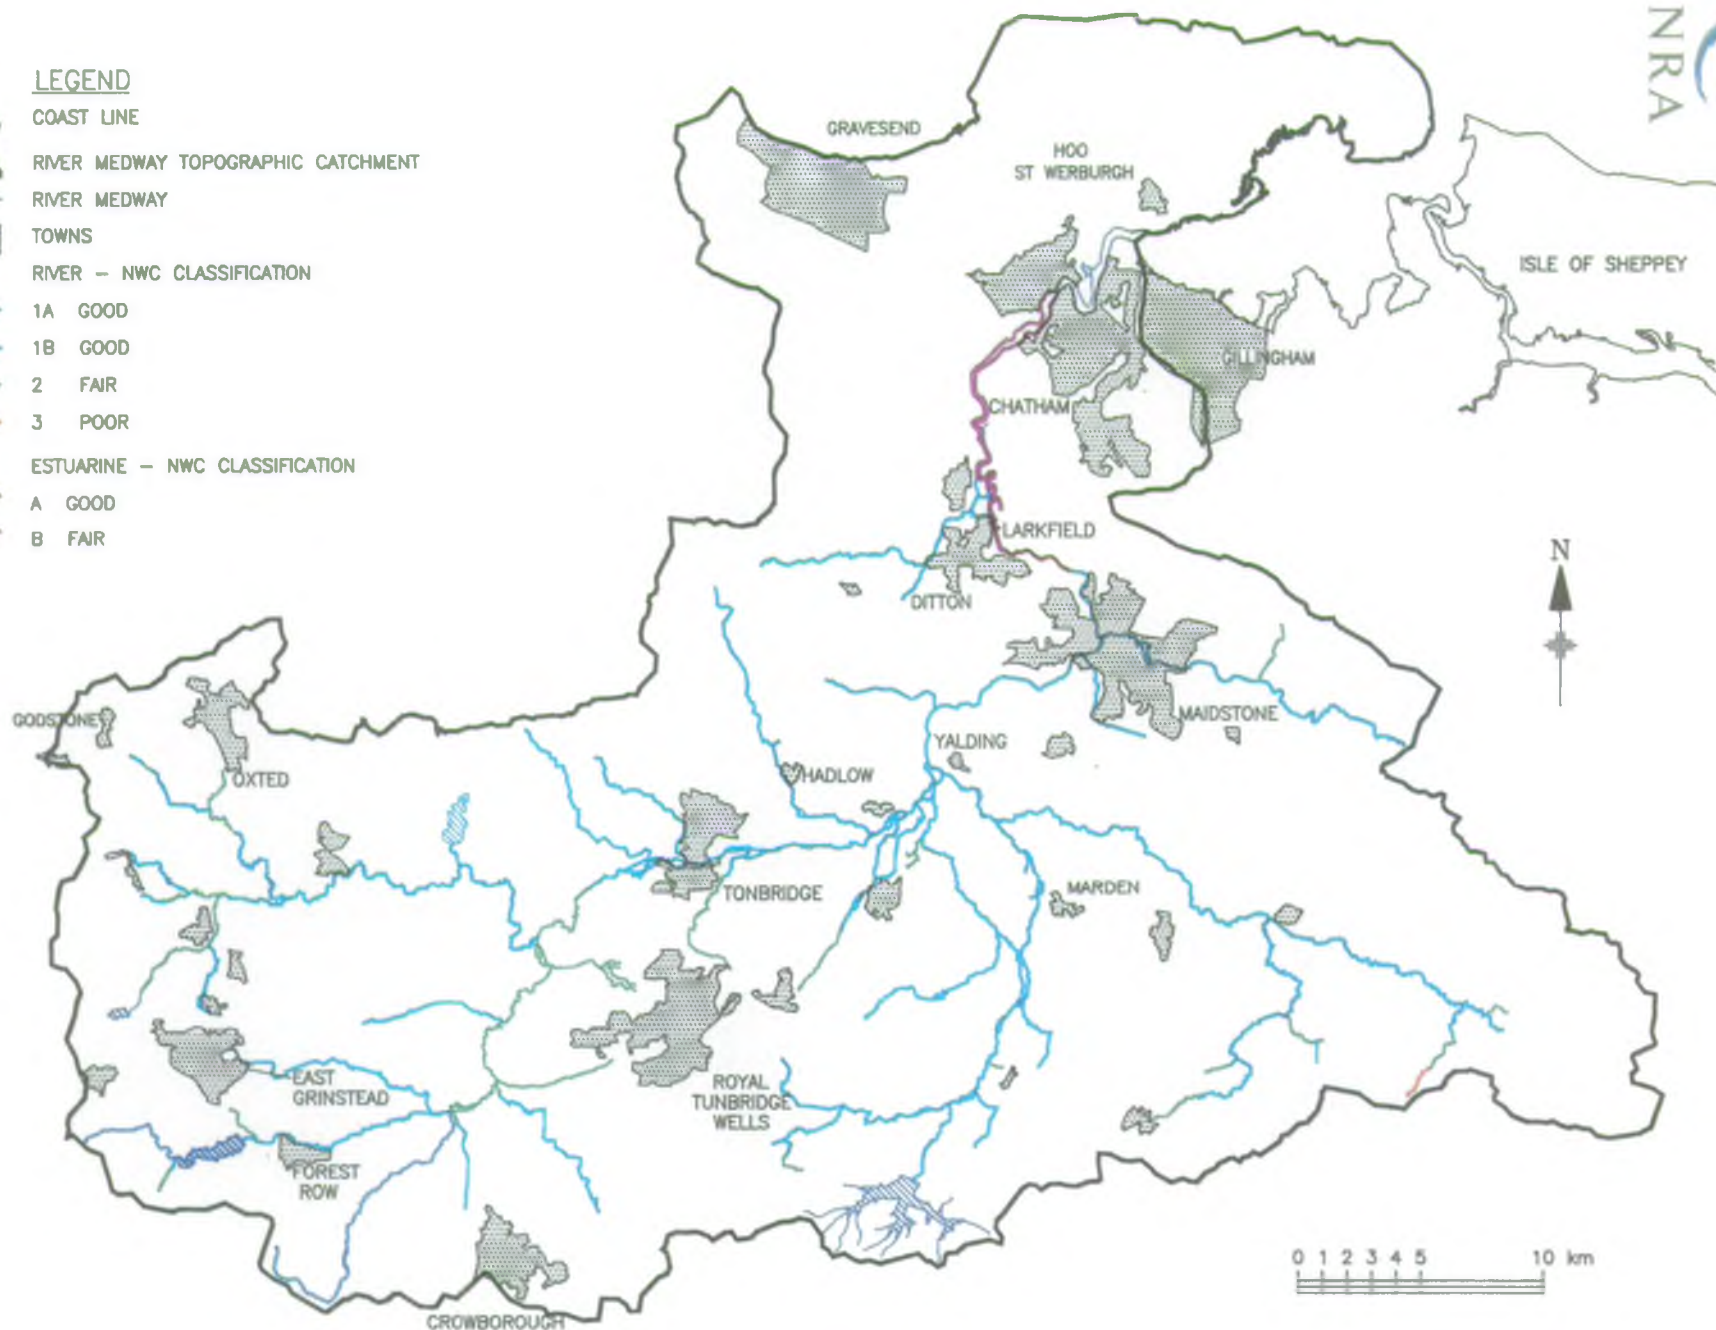 LEGEND
COAST LINE
RIVER MEDWAY TOPOGRAPHIC CATCHMENT
RIVER MEDWAY
TOWNS
RIVER – NWC CLASSIFICATION
1A GOOD
1B GOOD
2 FAIR
3 POOR
ESTUARINE – NWC CLASSIFICATION
A GOOD
B FAIR
NRA
GRAVESEND
HOO
ST WERBURGH
ISLE OF SHEPPEY
GILLINGHAM
CHATHAM
LARKFIELD
DITTON
N
MAIDSTONE
GODSTONE
OXTED
YALDING
HADLOW
TONBRIDGE
MARDEN
EAST
GRINSTEAD
ROYAL
TUNBRIDGE
WELLS
FOREST
ROW
CROWBOROUGH
0 1 2 3 4 5 10 km